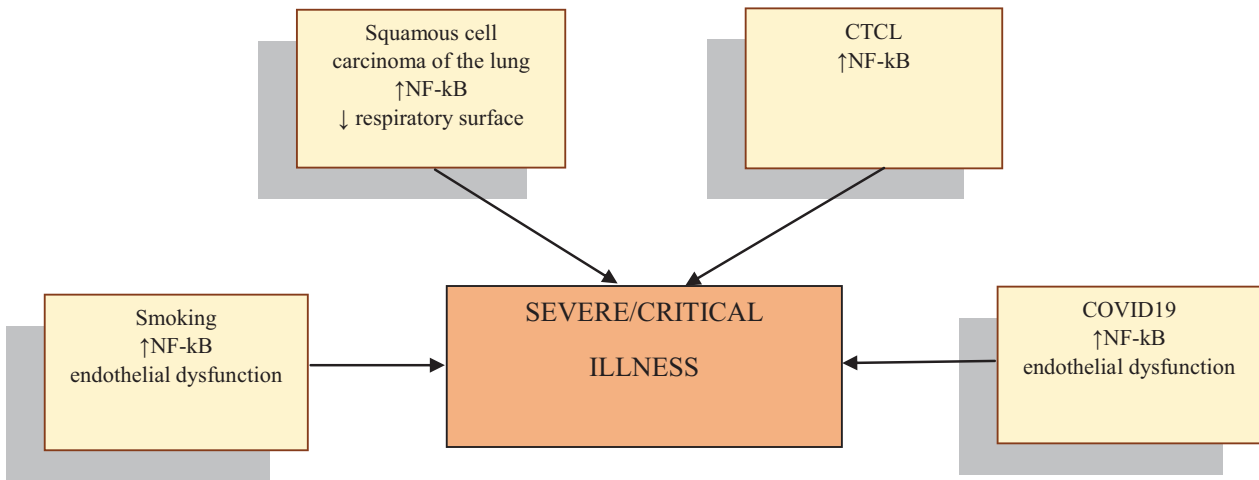 Squamous cell
carcinoma of the lung
↑NF-kB
↓ respiratory surface
CTCL
↑NF-kB
Smoking
↑NF-kB
endothelial dysfunction
SEVERE/CRITICAL
ILLNESS
COVID19
↑NF-kB
endothelial dysfunction